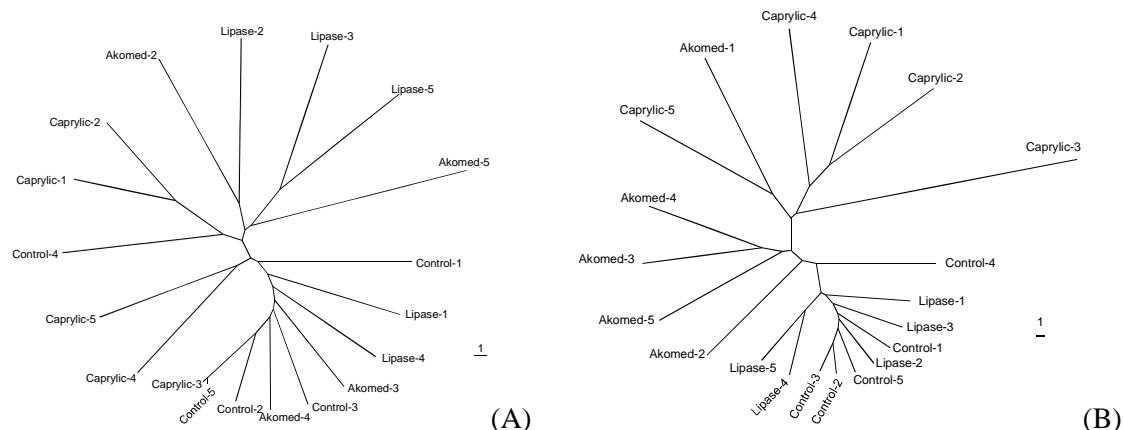 Lipase-2
Lipase-3
Akomed-2
Lipase-5
Caprylic-2
Akomed-5
Caprylic-1
Control-4
Control-1
Caprylic-5
Lipase-1
1
Lipase-4
Caprylic-4
Caprylic-3
Akomed-3
Control-5
Control-2
Control-3
Akomed-4
(A)
Caprylic-4
Caprylic-1
Akomed-1
Caprylic-2
Caprylic-5
Caprylic-3
Akomed-4
Akomed-3
Control-4
Lipase-1
Akomed-5
Lipase-3
1
Control-1
Akomed-2
Lipase-2
Lipase-5
Control-5
Lipase-4
Control-3
Control-2
(B)